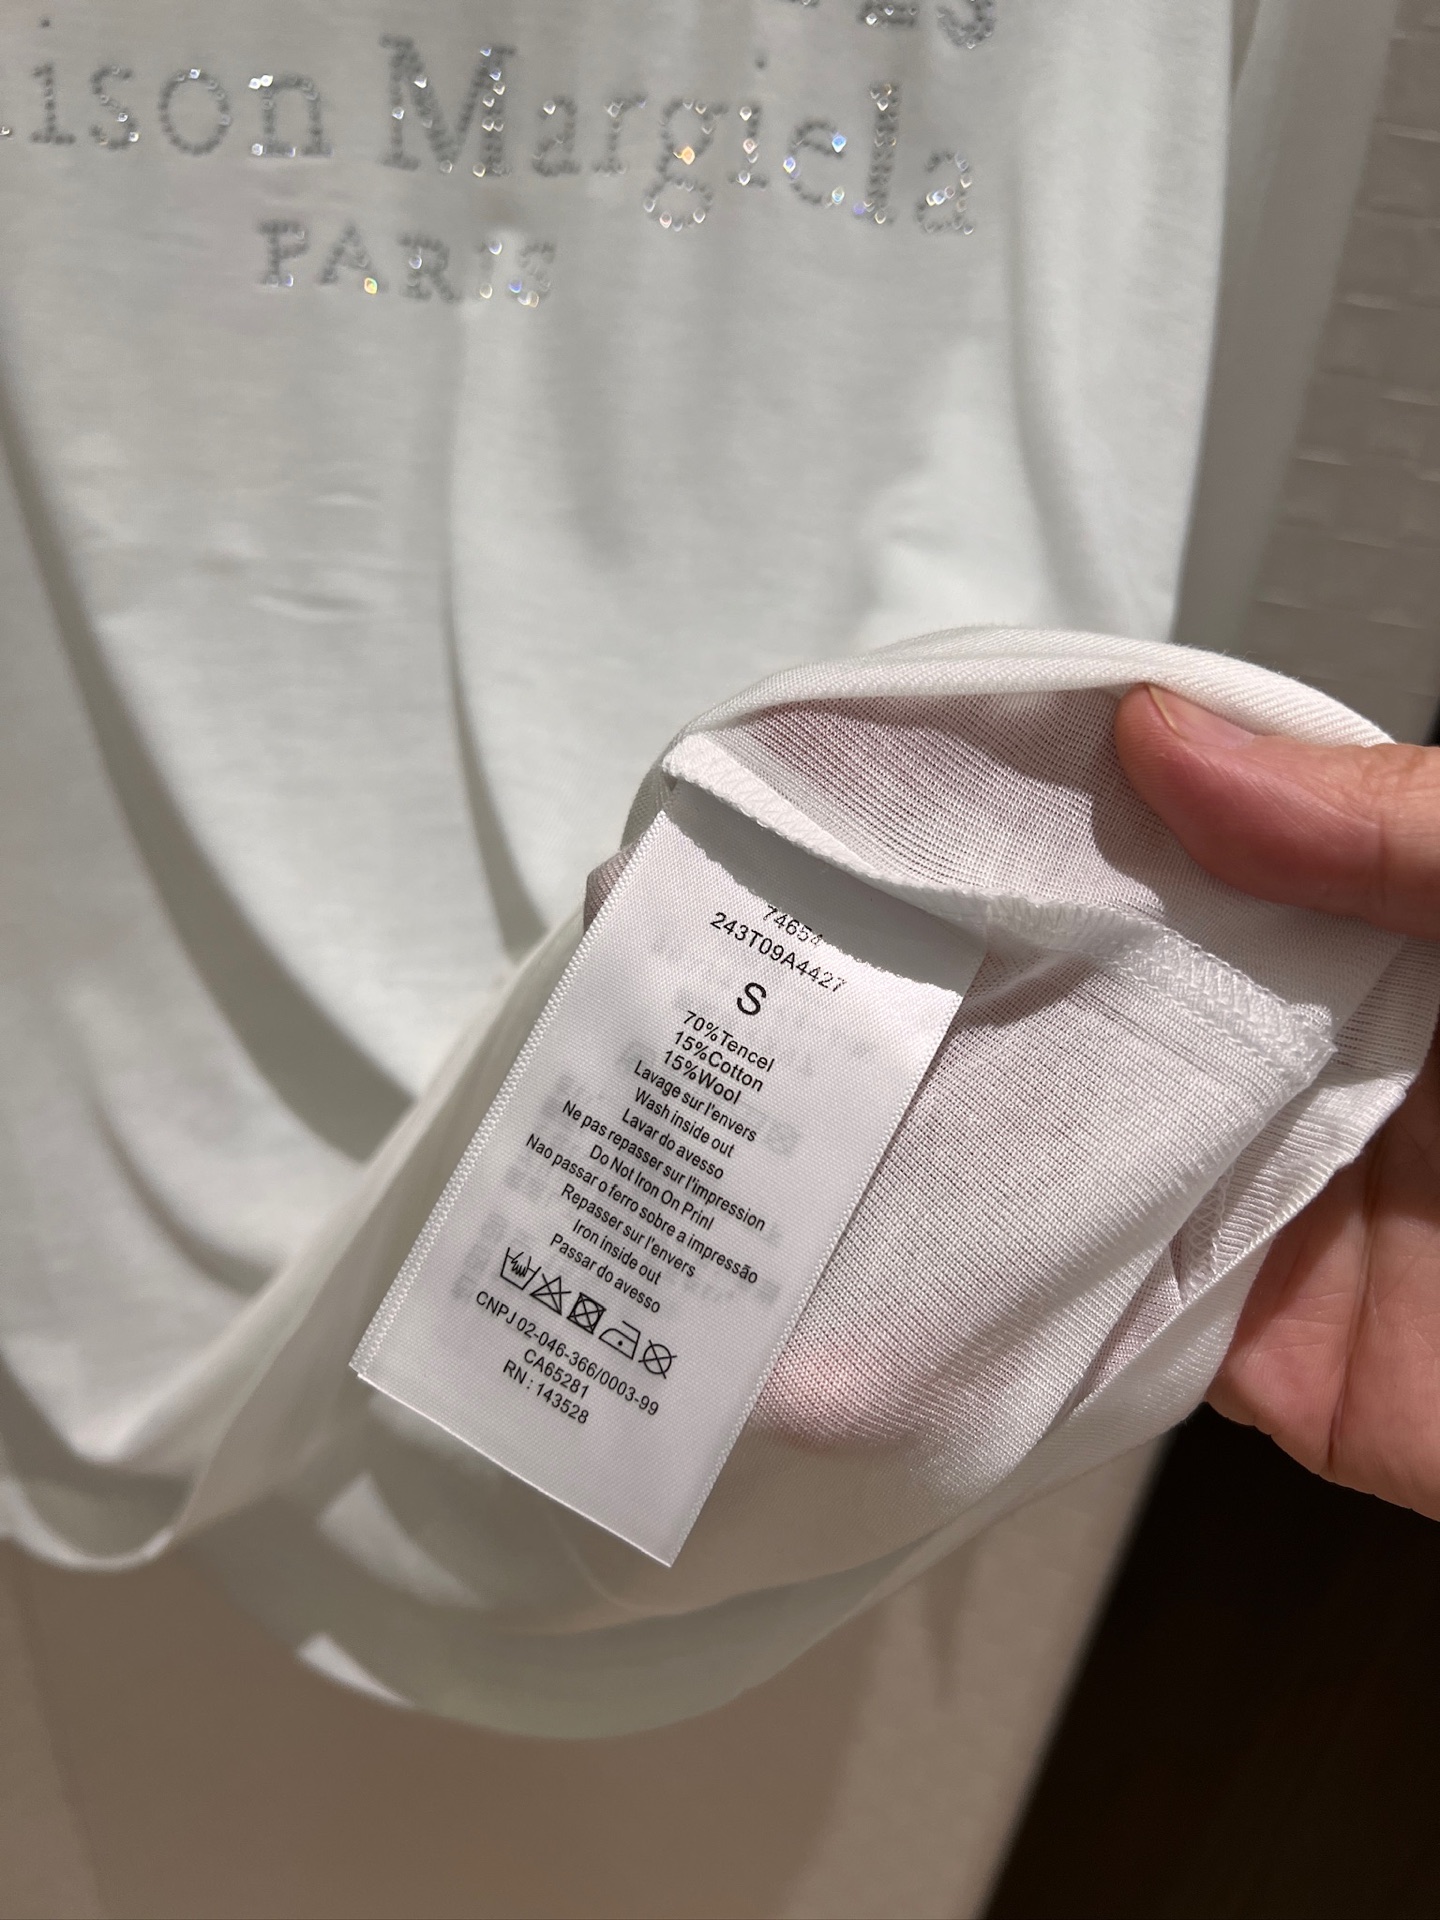 ison Margiela
PARIS
74654
243T09A4427
S
70%Tencel
15%Cotton
15%Wool
Lavage sur l'envers
Wash inside out
Lavar do avesso
Ne pas repasser sur l'impression
Do Not Iron On Prinl
Nao passar o ferro sobre a impressão
Repasser sur l'envers
Iron inside out
Passar do avesso
CNPJ 02-046-366/0003-99
CA65281
RN : 143528